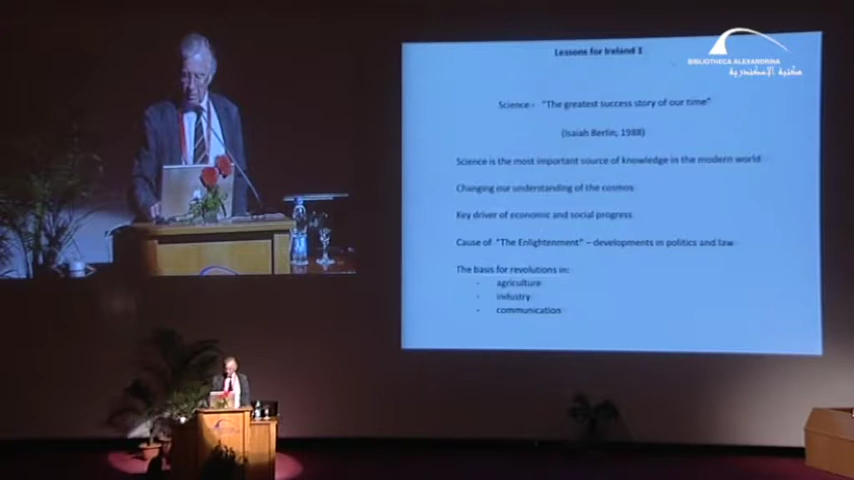 Lessons for Ireland 1
BIBLIOTHECA ALEXANDRINA
مكتبة الإسكندرية
Science - "The greatest success story of our time"
(Isaiah Berlin; 1988)
Science is the most important source of knowledge in the modern world
Changing our understanding of the cosmos
Key driver of economic and social progress
Cause of "The Enlightenment" – developments in politics and law
The basis for revolutions in:
- agriculture
- industry
- communication